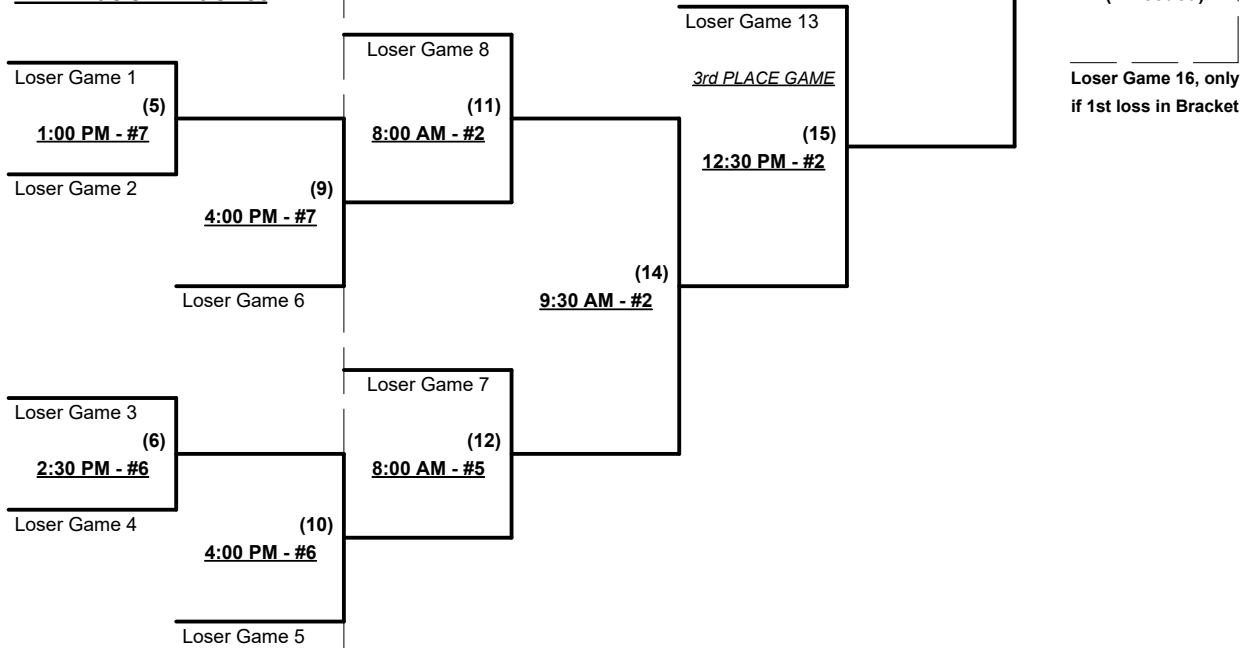 Loser Game 13
Loser Game 8
Loser Game 1
3rd PLACE GAME
Loser Game 16, only
if 1st loss in Bracket
(5)
1:00 PM - #7
(11)
8:00 AM - #2
(15)
12:30 PM - #2
Loser Game 2
(9)
4:00 PM - #7
(14)
9:30 AM - #2
Loser Game 6
Loser Game 7
Loser Game 3
(6)
2:30 PM - #6
(12)
8:00 AM - #5
Loser Game 4
(10)
4:00 PM - #6
Loser Game 5